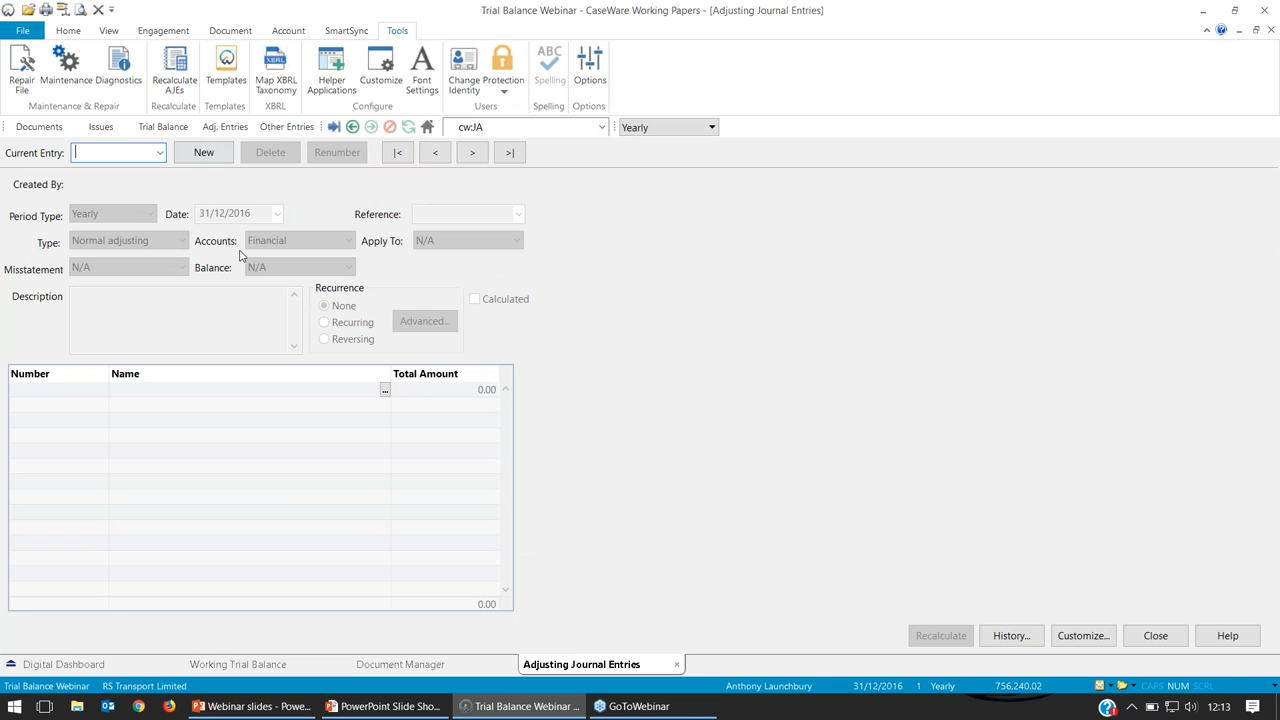 Trial Balance Webinar - CaseWare Working Papers - [Adjusting Journal Entries]
File Home View Engagement Document Account SmartSync Tools
Repair File Maintenance Diagnostics Recalculate AJEs Templates Map XBRL Taxonomy Helper Applications Customize Font Settings Change Identity Protection ABC Spelling Options
Maintenance & Repair Recalculate Templates XBRL Configure Users Spelling Options
Documents Issues Trial Balance Adj. Entries Other Entries cw:JA Yearly
Current Entry: New Delete Renumber |< < > >|
Created By:
Period Type: Yearly Date: 31/12/2016 Reference:
Type: Normal adjusting Accounts: Financial Apply To: N/A
Misstatement N/A Balance: N/A
Description Recurrence Calculated
None
Recurring Advanced...
Reversing
Number Name Total Amount
... 0.00
0.00
Recalculate History... Customize... Close Help
Digital Dashboard Working Trial Balance Document Manager Adjusting Journal Entries ×
Trial Balance Webinar RS Transport Limited Anthony Launchbury 31/12/2016 1 Yearly 756.240.02 CAPS NUM SCRL
Webinar slides - Powe... PowerPoint Slide Sho... Trial Balance Webinar ... GoToWebinar 12:13